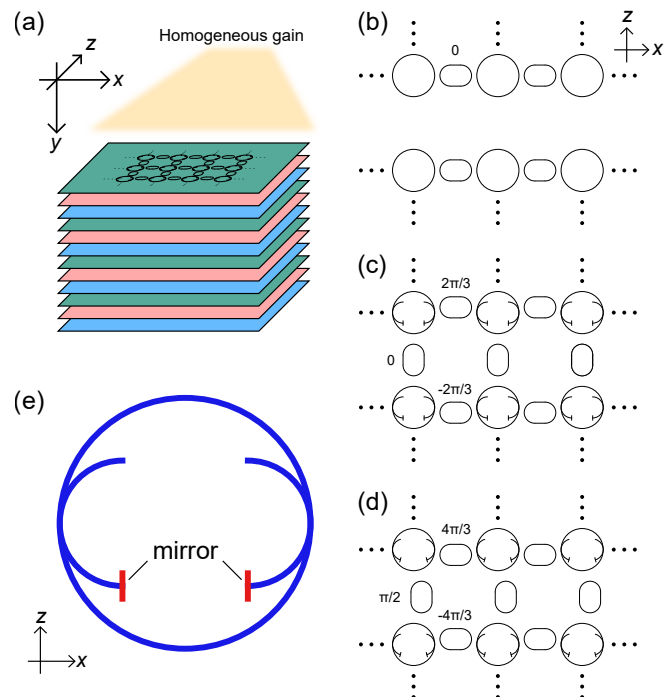 (a)
z
x
y
Homogeneous gain
(b)
0
z
x
(c)
2π/3
0
-2π/3
(d)
4π/3
π/2
-4π/3
(e)
mirror
z
x